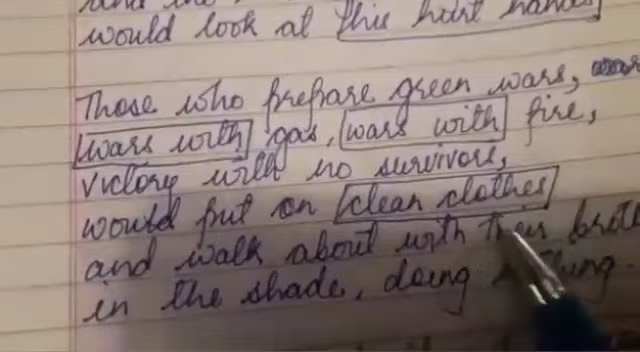 would look at this hurt hands
Those who prepare green wars,
wars with gas, wars with fire,
victory with no survivors,
would put on clean clothes
and walk about with their
in the shade, doing